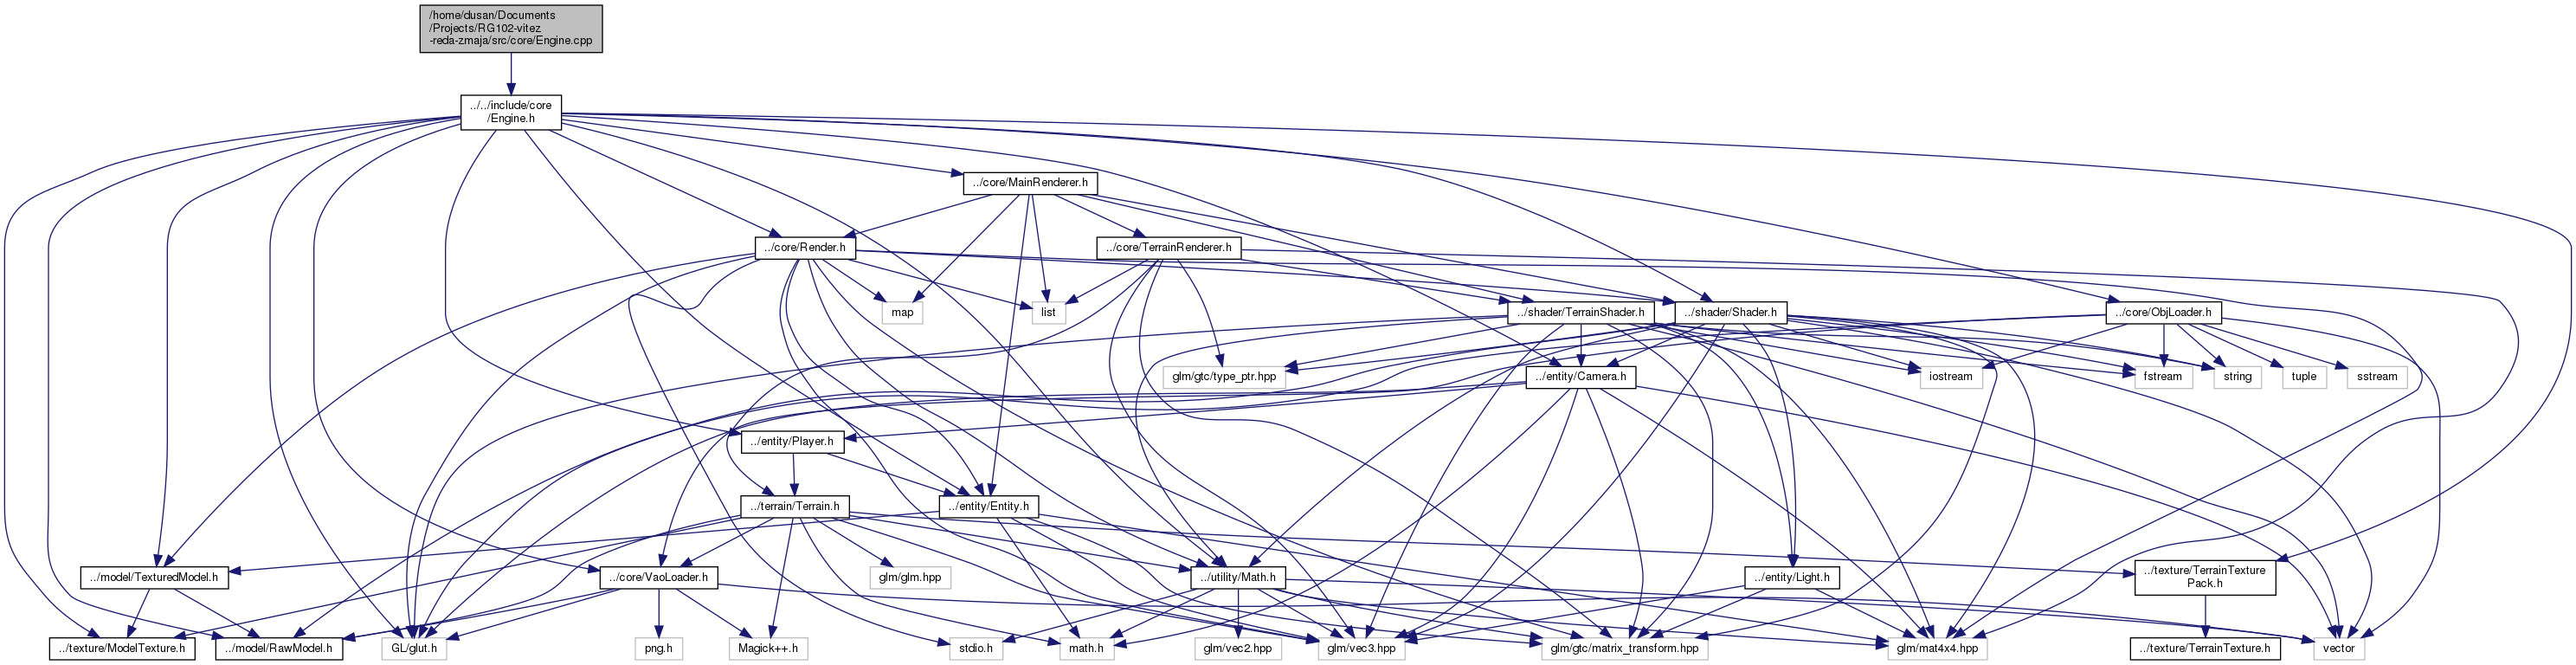 /home/dusan/Documents
/Projects/RG102-vitez
-reda-zmaja/src/core/Engine.cpp
../../include/core
/Engine.h
../core/MainRenderer.h
../core/Render.h
../core/TerrainRenderer.h
map
list
../shader/TerrainShader.h
../shader/Shader.h
../core/ObjLoader.h
glm/gtc/type_ptr.hpp
../entity/Camera.h
iostream
fstream
string
tuple
sstream
../entity/Player.h
../terrain/Terrain.h
../entity/Entity.h
../model/TexturedModel.h
../core/VaoLoader.h
glm/glm.hpp
../utility/Math.h
../entity/Light.h
../texture/TerrainTexture
Pack.h
../texture/ModelTexture.h
../model/RawModel.h
GL/glut.h
png.h
Magick++.h
stdio.h
math.h
glm/vec2.hpp
glm/vec3.hpp
glm/gtc/matrix_transform.hpp
glm/mat4x4.hpp
../texture/TerrainTexture.h
vector